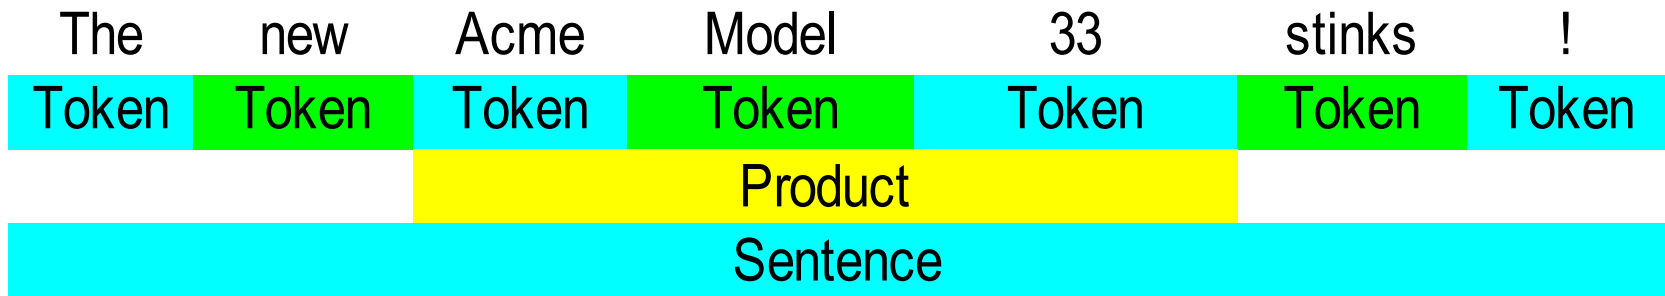 The new Acme Model 33 stinks !
Token Token Token Token Token Token Token
Product
Sentence